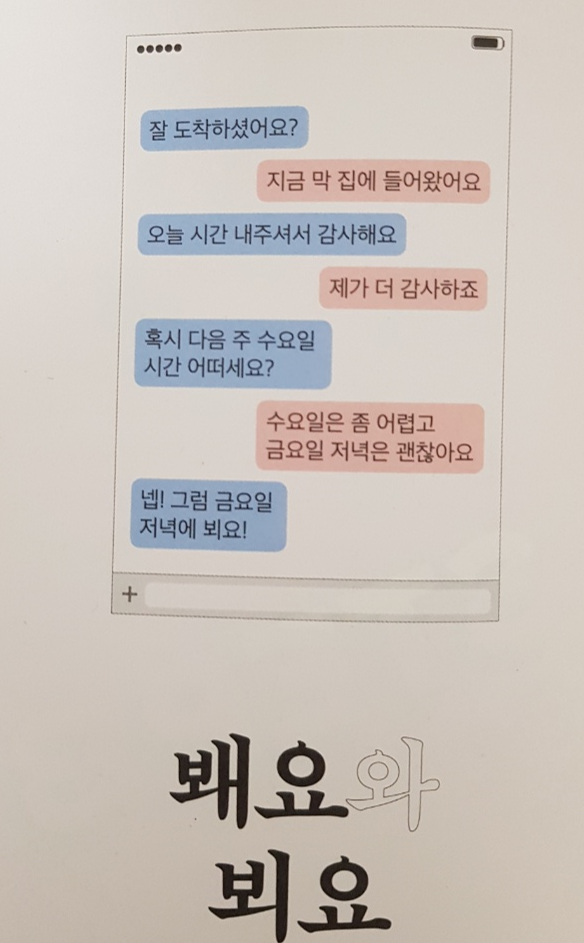 잘 도착하셨어요?
지금 막 집에 들어왔어요
오늘 시간 내주셔서 감사해요
제가 더 감사하죠
혹시 다음 주 수요일
시간 어떠세요?
수요일은 좀 어렵고
금요일 저녁은 괜찮아요
넵! 그럼 금요일
저녁에 뵈요!
+
봬요와
뵈요